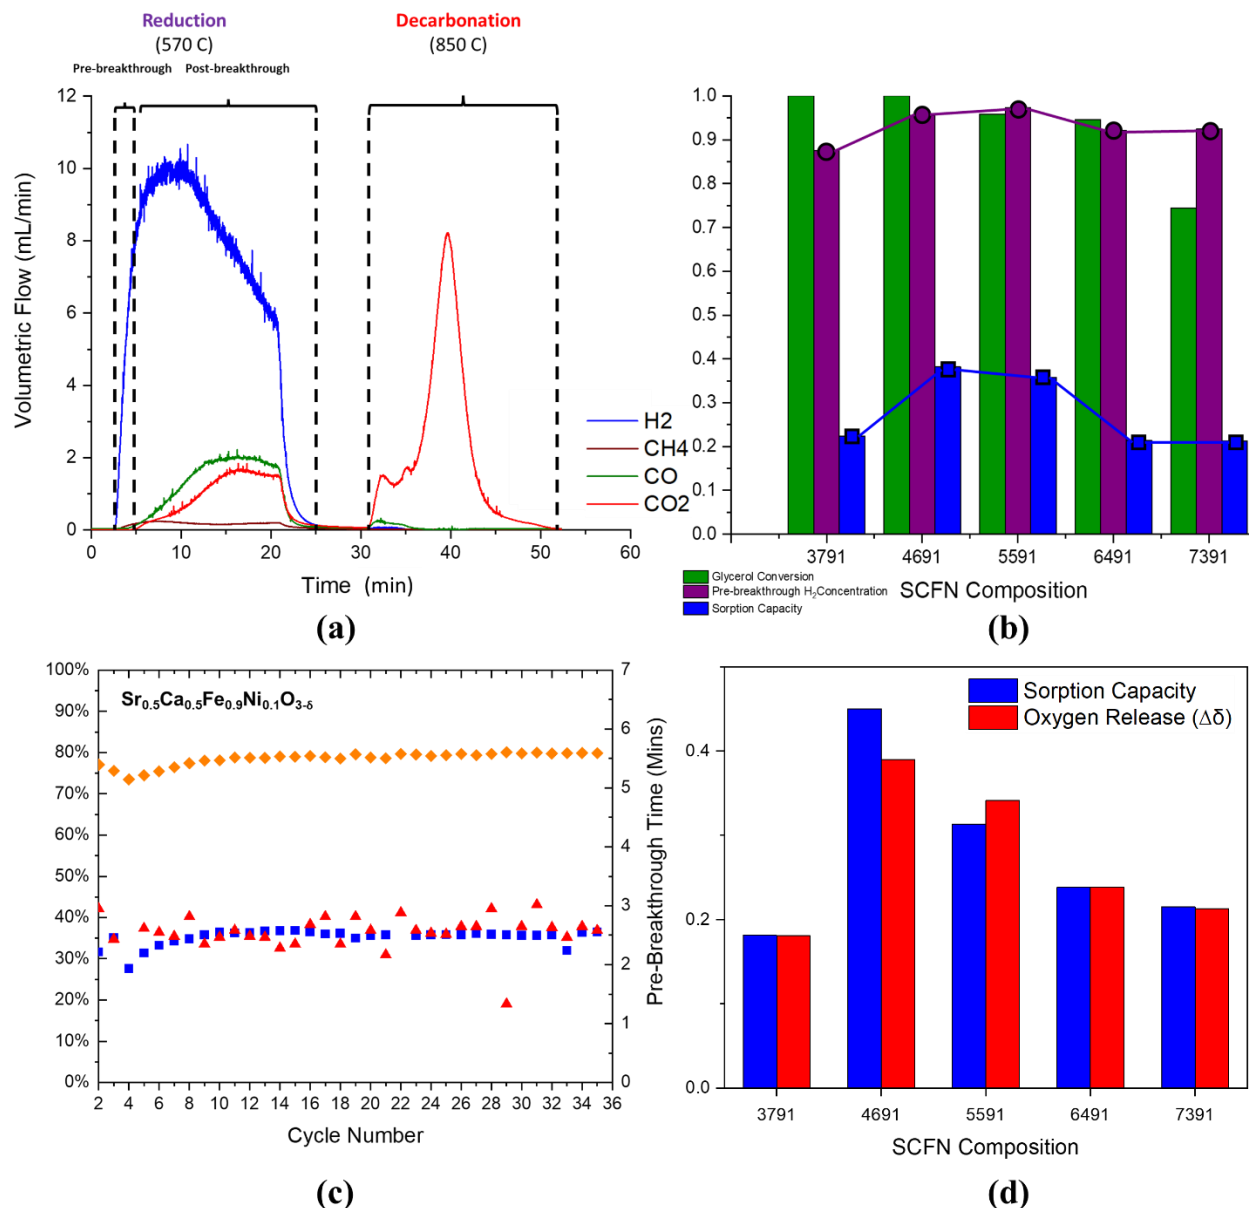 Reduction
(570 C)
Pre-breakthrough Post-breakthrough
Decarbonation
(850 C)
12
10
8
6
4
2
0
Volumetric Flow (mL/min)
H2
CH4
CO
CO2
0 10 20 30 40 50 60
Time (min)
(a)
1.0
0.9
0.8
0.7
0.6
0.5
0.4
0.3
0.2
0.1
0.0
3791 4691 5591 6491 7391
Glycerol Conversion
Pre-breakthrough H2Concentration
Sorption Capacity
SCFN Composition
(b)
Sr0.5Ca0.5Fe0.9Ni0.1O3-δ
100%
90%
80%
70%
60%
50%
40%
30%
20%
10%
0%
7
6
5
4
3
2
1
0
Pre-Breakthrough Time (Mins)
2 4 6 8 10 12 14 16 18 20 22 24 26 28 30 32 34 36
Cycle Number
(c)
Sorption Capacity
Oxygen Release (Δδ)
0.4
0.2
0.0
3791 4691 5591 6491 7391
SCFN Composition
(d)